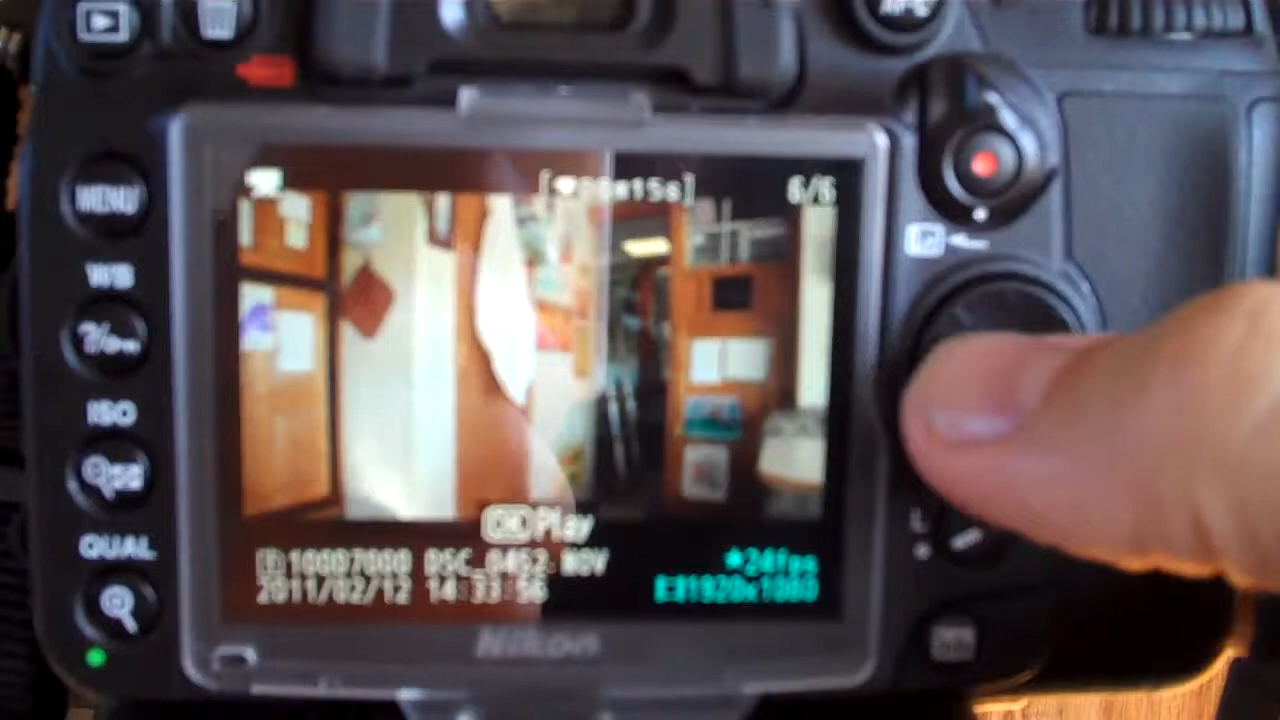 MENU
WB
ISO
QUAL
6/6
OK Play
100D7000 DSC_0452.MOV
2011/02/12 14:33:56
★24fps
1920x1080
Nikon